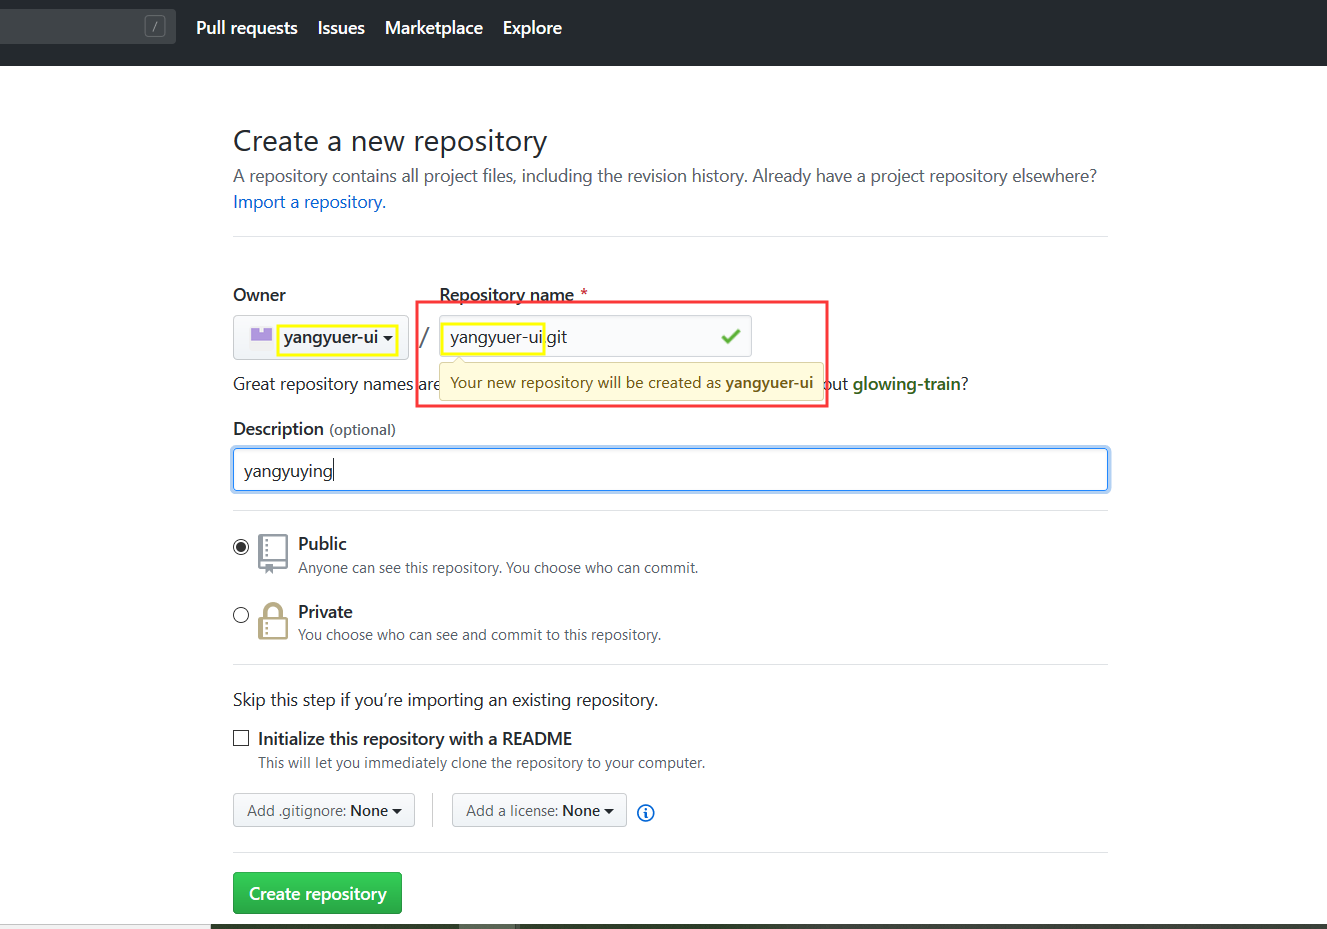 / Pull requests Issues Marketplace Explore
Create a new repository
A repository contains all project files, including the revision history. Already have a project repository elsewhere?
Import a repository.
Owner Repository name *
yangyuer-ui / yangyuer-ui.git
Great repository names are out glowing-train?
Your new repository will be created as yangyuer-ui
Description (optional)
yangyuying
Public
Anyone can see this repository. You choose who can commit.
Private
You choose who can see and commit to this repository.
Skip this step if you’re importing an existing repository.
Initialize this repository with a README
This will let you immediately clone the repository to your computer.
Add .gitignore: None Add a license: None
Create repository